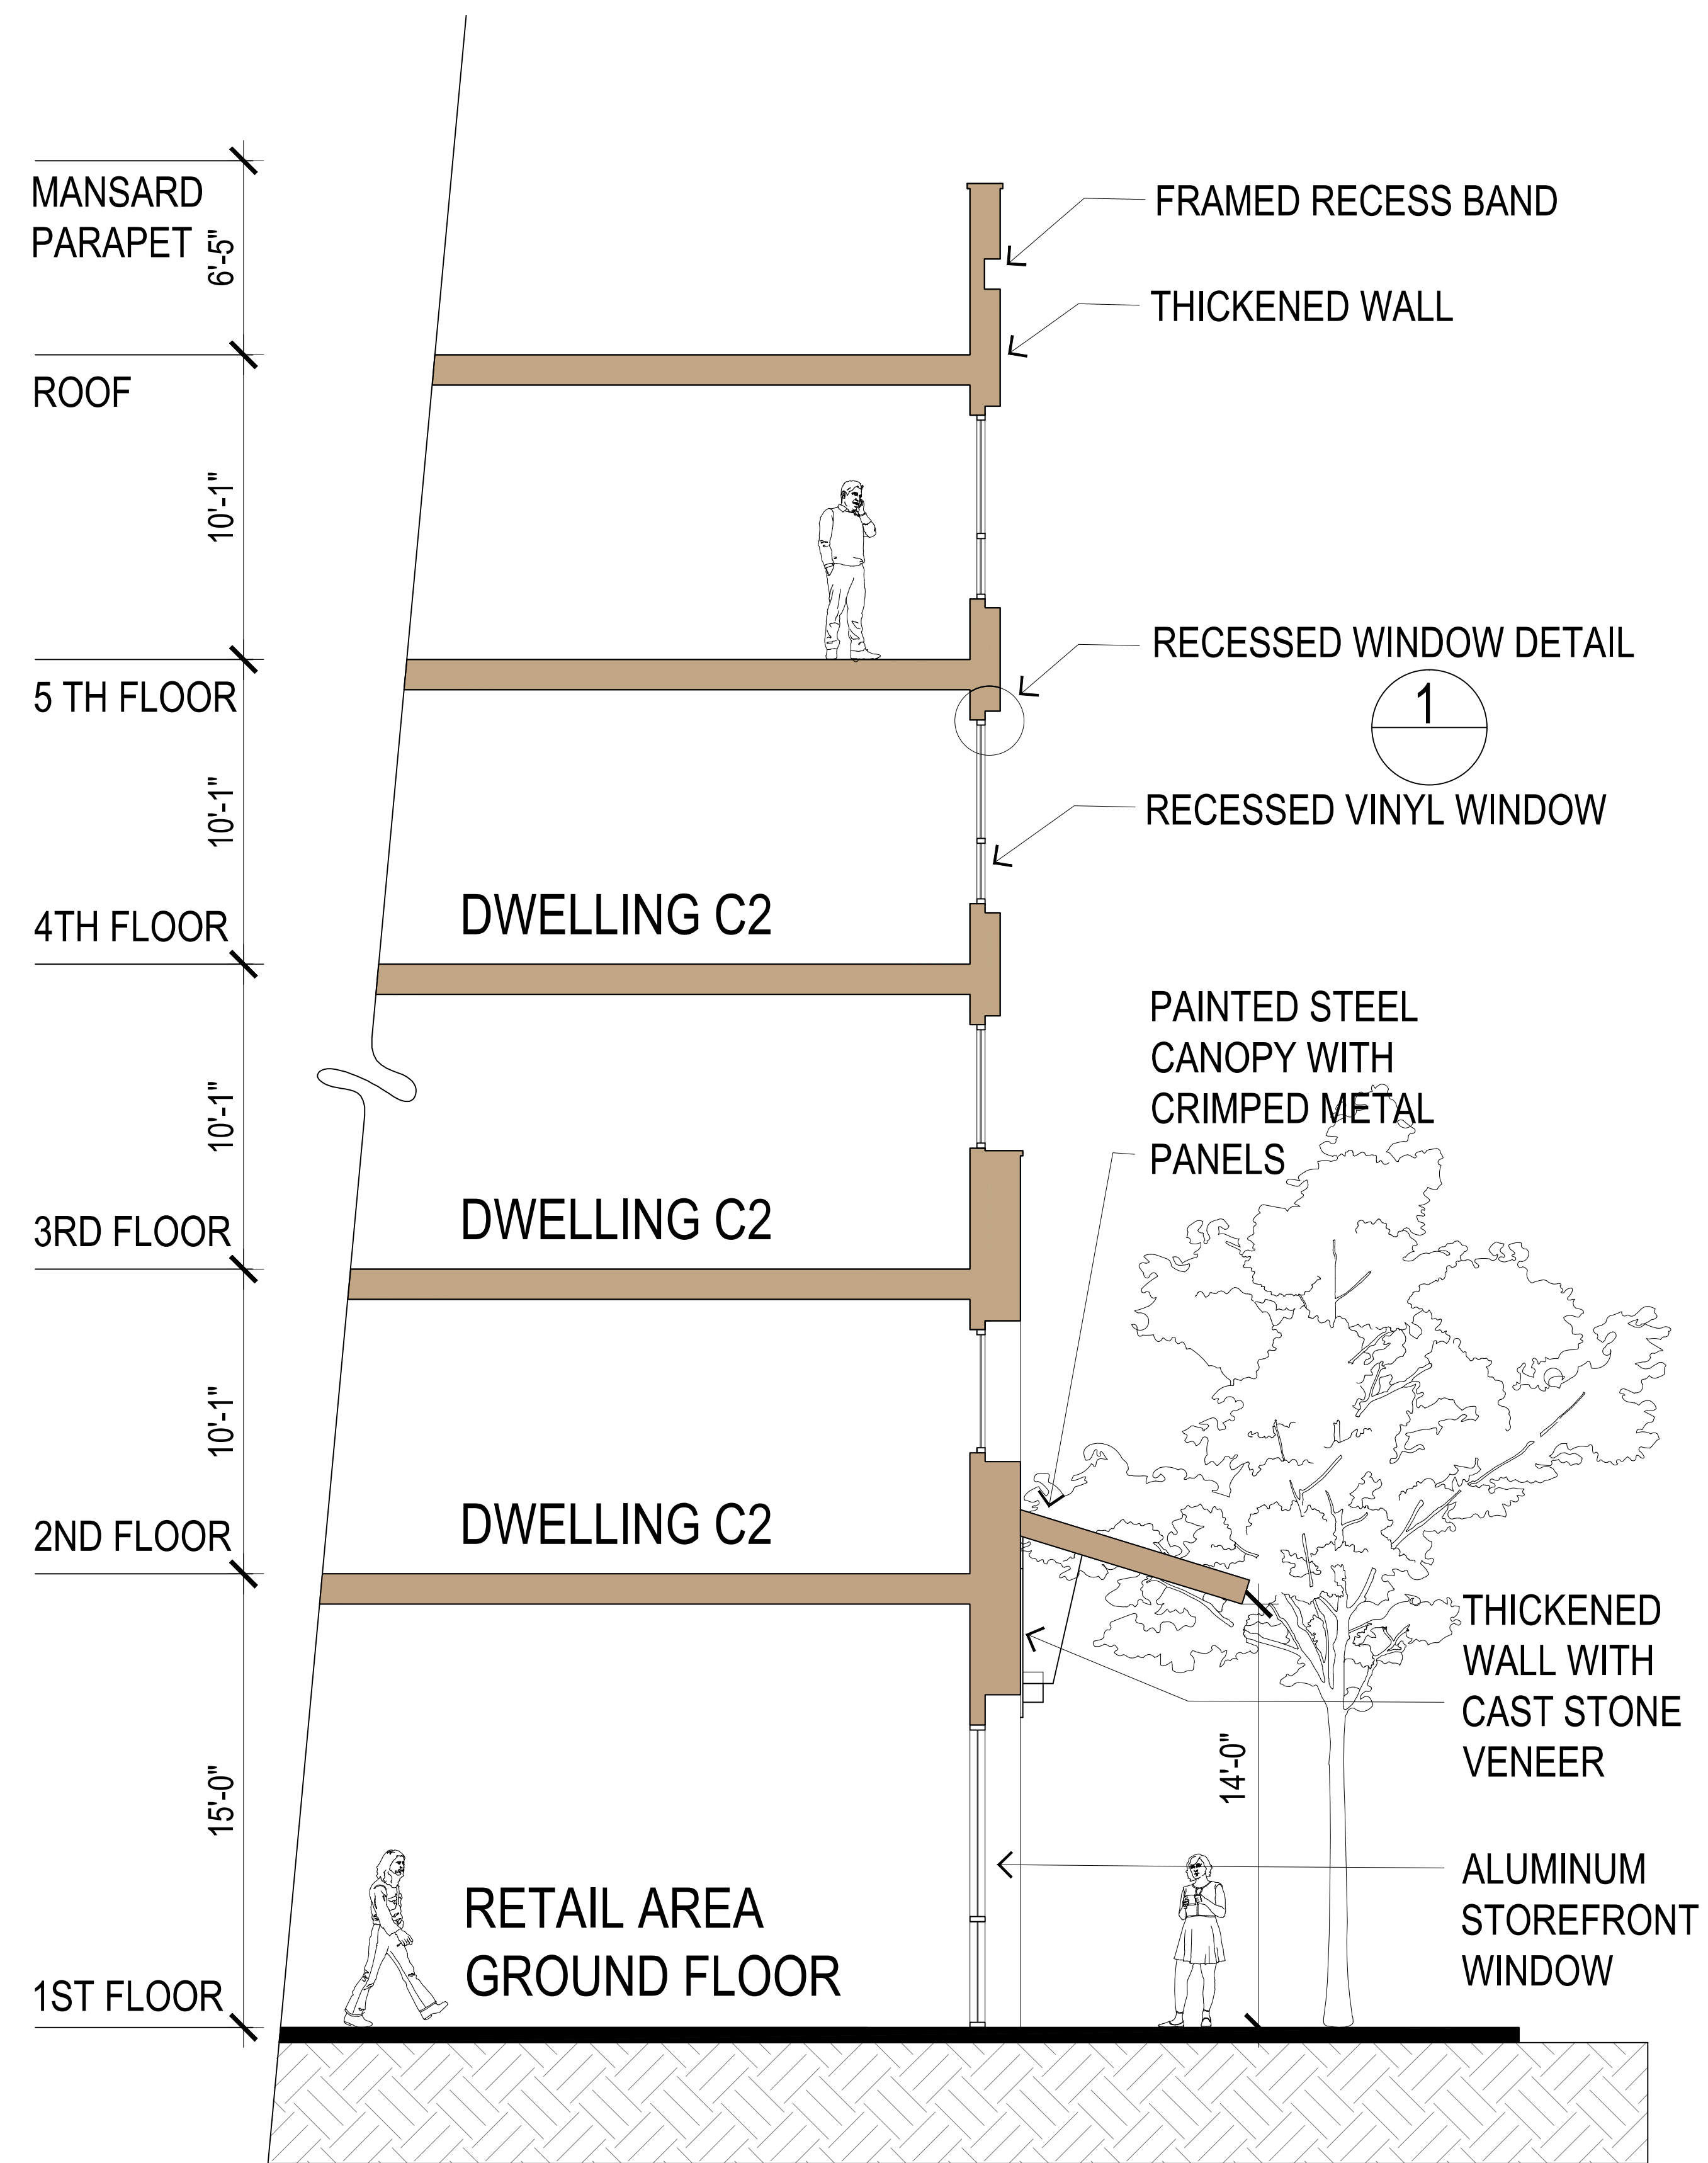 MANSARD
PARAPET
6'-5"
FRAMED RECESS BAND
THICKENED WALL
ROOF
10'-1"
RECESSED WINDOW DETAIL
1
5 TH FLOOR
10'-1"
RECESSED VINYL WINDOW
DWELLING C2
4TH FLOOR
PAINTED STEEL
CANOPY WITH
CRIMPED METAL
PANELS
10'-1"
DWELLING C2
3RD FLOOR
10'-1"
DWELLING C2
2ND FLOOR
THICKENED
WALL WITH
CAST STONE
VENEER
15'-0"
14'-0"
ALUMINUM
STOREFRONT
WINDOW
RETAIL AREA
GROUND FLOOR
1ST FLOOR